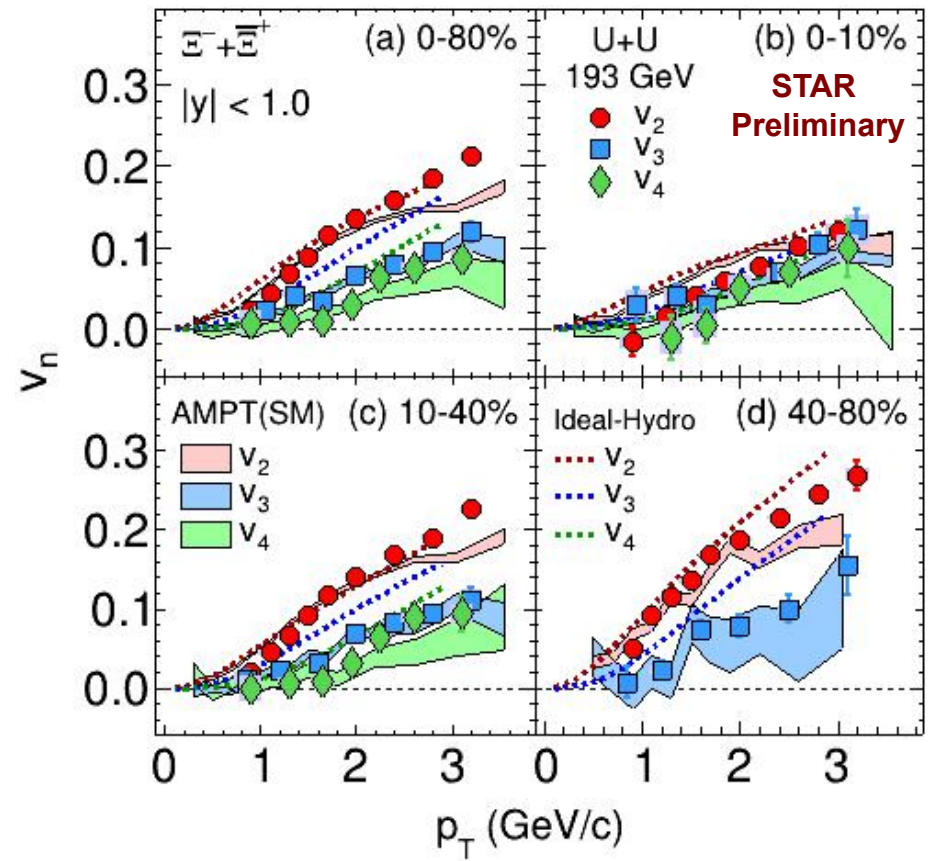 Ξ⁻+Ξ̅⁺ (a) 0-80%
|y| < 1.0
U+U (b) 0-10%
193 GeV
STAR
Preliminary
v₂
v₃
v₄
0.3
0.2
0.1
0.0
vₙ
AMPT(SM) (c) 10-40%
v₂
v₃
v₄
Ideal-Hydro (d) 40-80%
v₂
v₃
v₄
0.3
0.2
0.1
0.0
0 1 2 3 0 1 2 3
p_T (GeV/c)